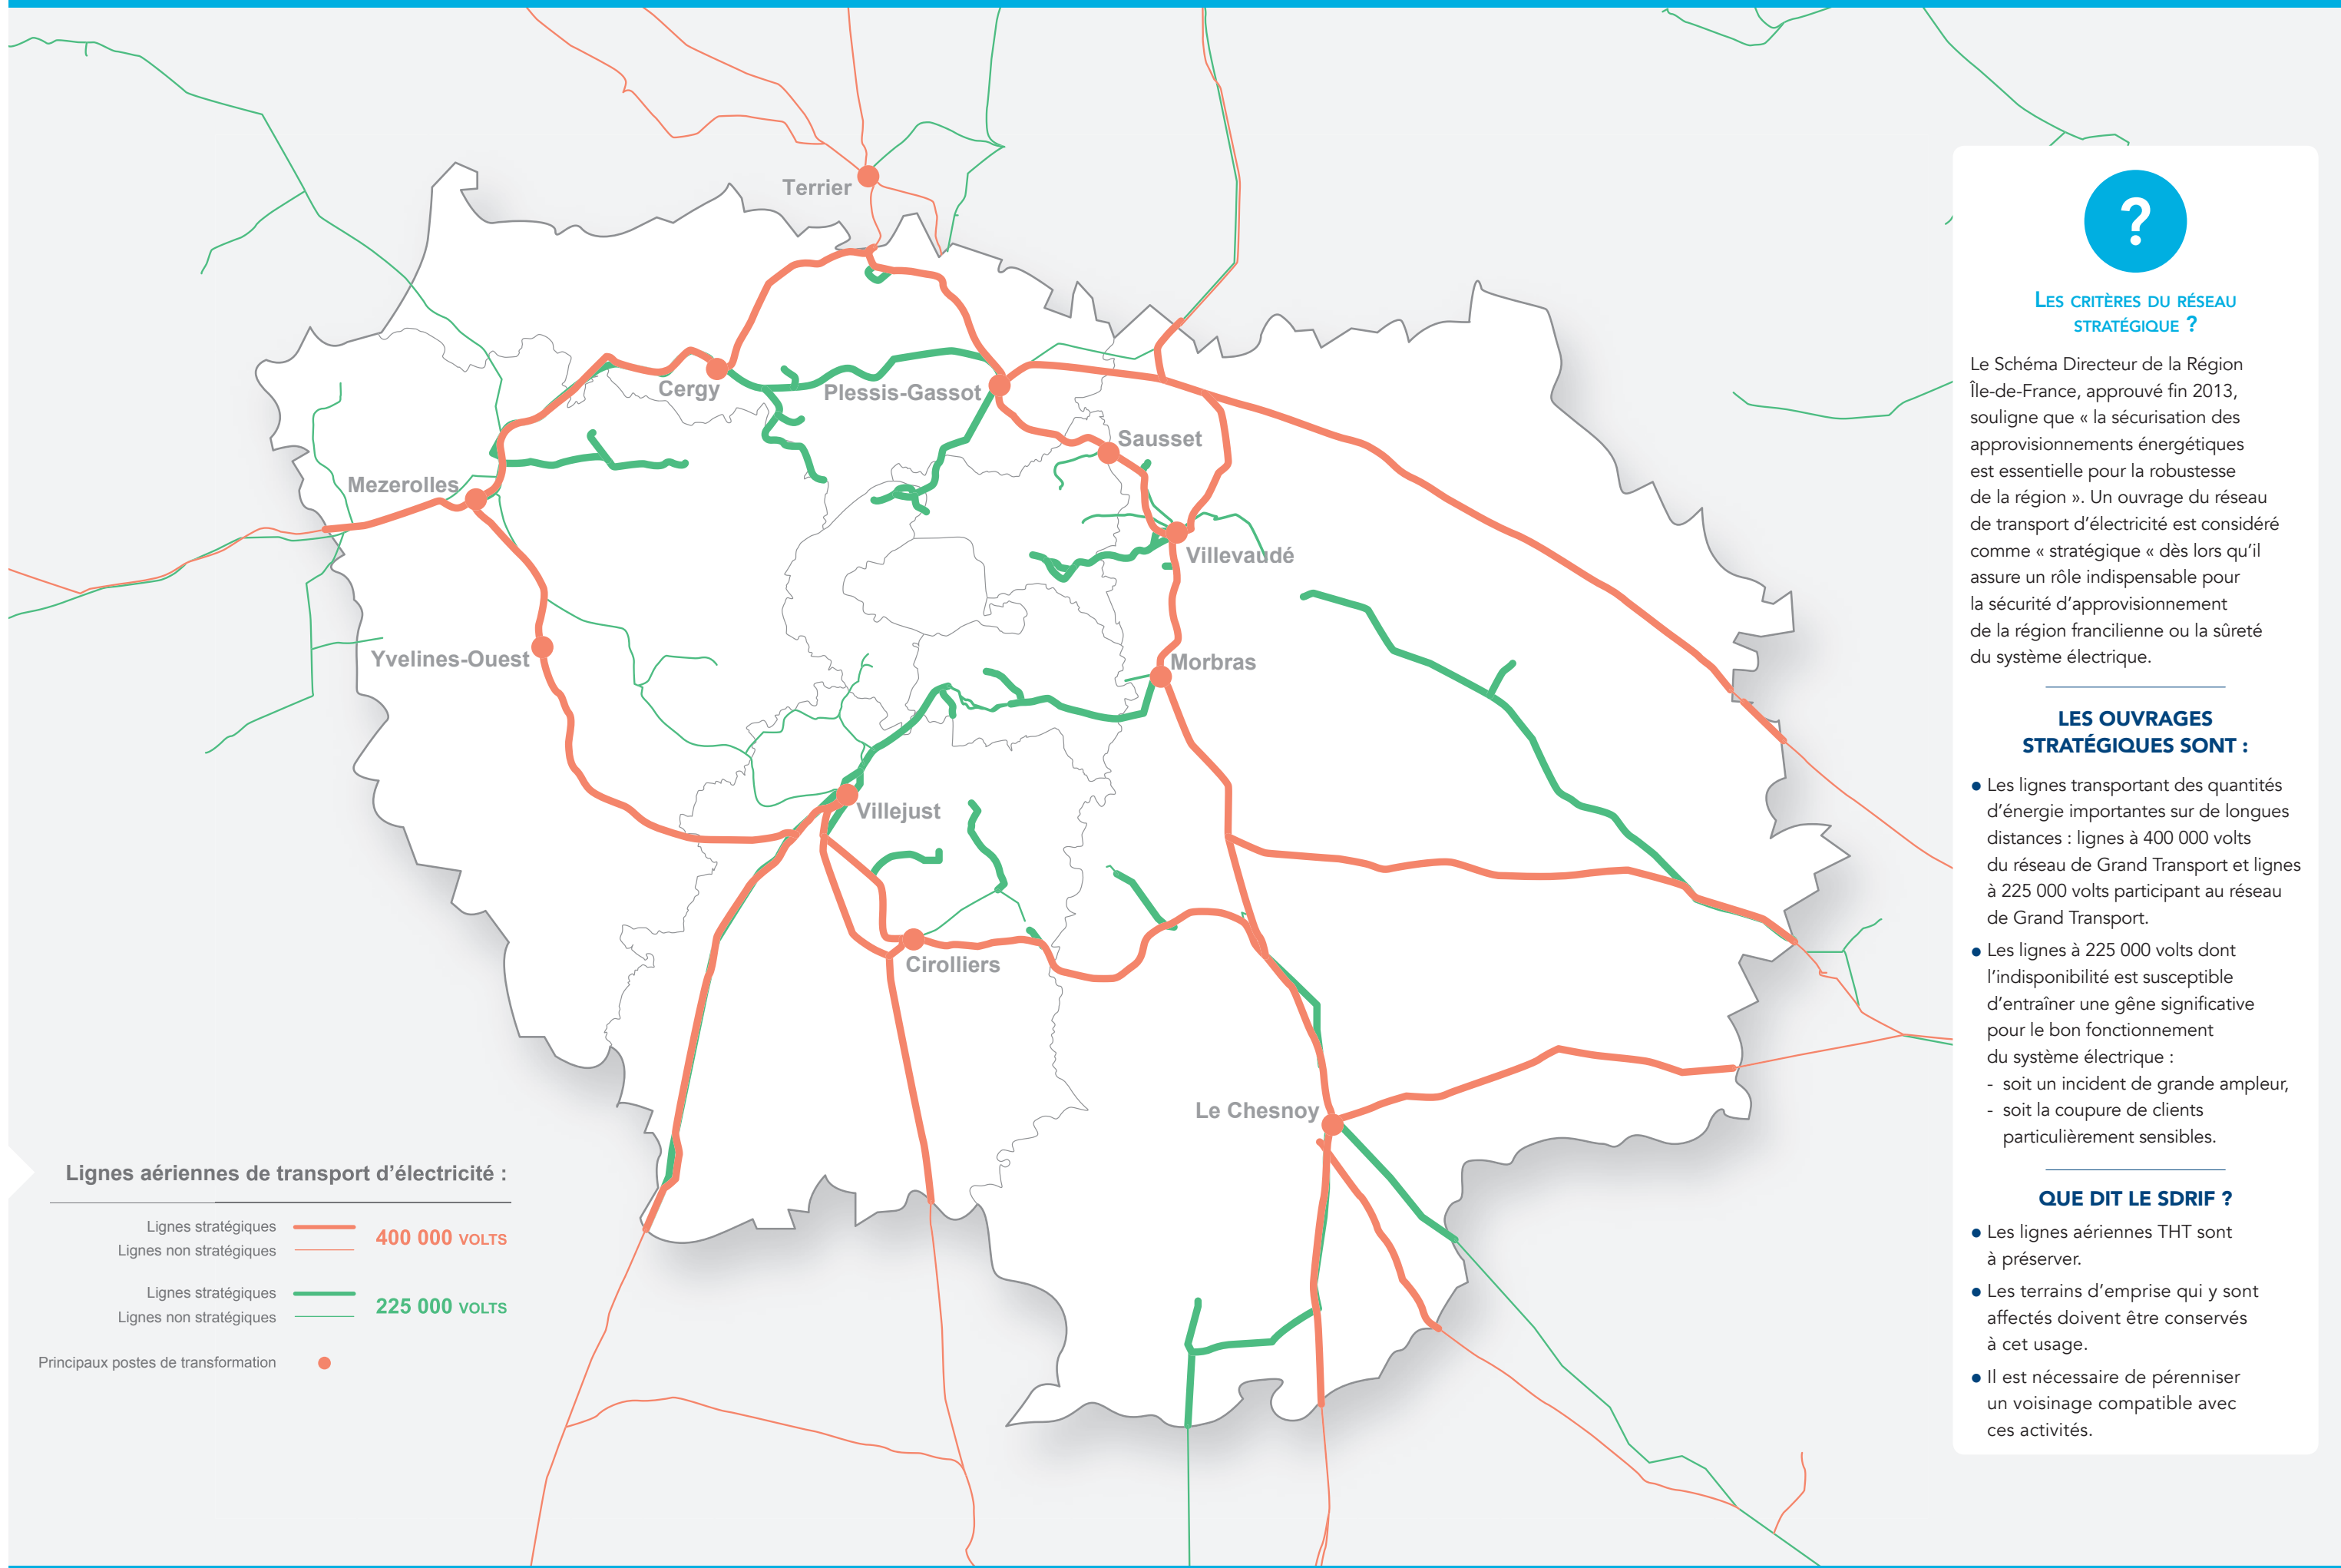 Terrier
Cergy
Plessis-Gassot
Sausset
Mezerolles
Villevaudé
Yvelines-Ouest
Morbras
Villejust
Cirolliers
Le Chesnoy
Lignes aériennes de transport d'électricité :
Lignes stratégiques
400 000 VOLTS
Lignes non stratégiques
Lignes stratégiques
225 000 VOLTS
Lignes non stratégiques
Principaux postes de transformation
?
LES CRITÈRES DU RÉSEAU
STRATÉGIQUE ?
Le Schéma Directeur de la Région
Île-de-France, approuvé fin 2013,
souligne que « la sécurisation des
approvisionnements énergétiques
est essentielle pour la robustesse
de la région ». Un ouvrage du réseau
de transport d'électricité est considéré
comme « stratégique « dès lors qu'il
assure un rôle indispensable pour
la sécurité d'approvisionnement
de la région francilienne ou la sûreté
du système électrique.
LES OUVRAGES
STRATÉGIQUES SONT :
● Les lignes transportant des quantités
d'énergie importantes sur de longues
distances : lignes à 400 000 volts
du réseau de Grand Transport et lignes
à 225 000 volts participant au réseau
de Grand Transport.
● Les lignes à 225 000 volts dont
l'indisponibilité est susceptible
d'entraîner une gêne significative
pour le bon fonctionnement
du système électrique :
- soit un incident de grande ampleur,
- soit la coupure de clients
particulièrement sensibles.
QUE DIT LE SDRIF ?
● Les lignes aériennes THT sont
à préserver.
● Les terrains d'emprise qui y sont
affectés doivent être conservés
à cet usage.
● Il est nécessaire de pérenniser
un voisinage compatible avec
ces activités.